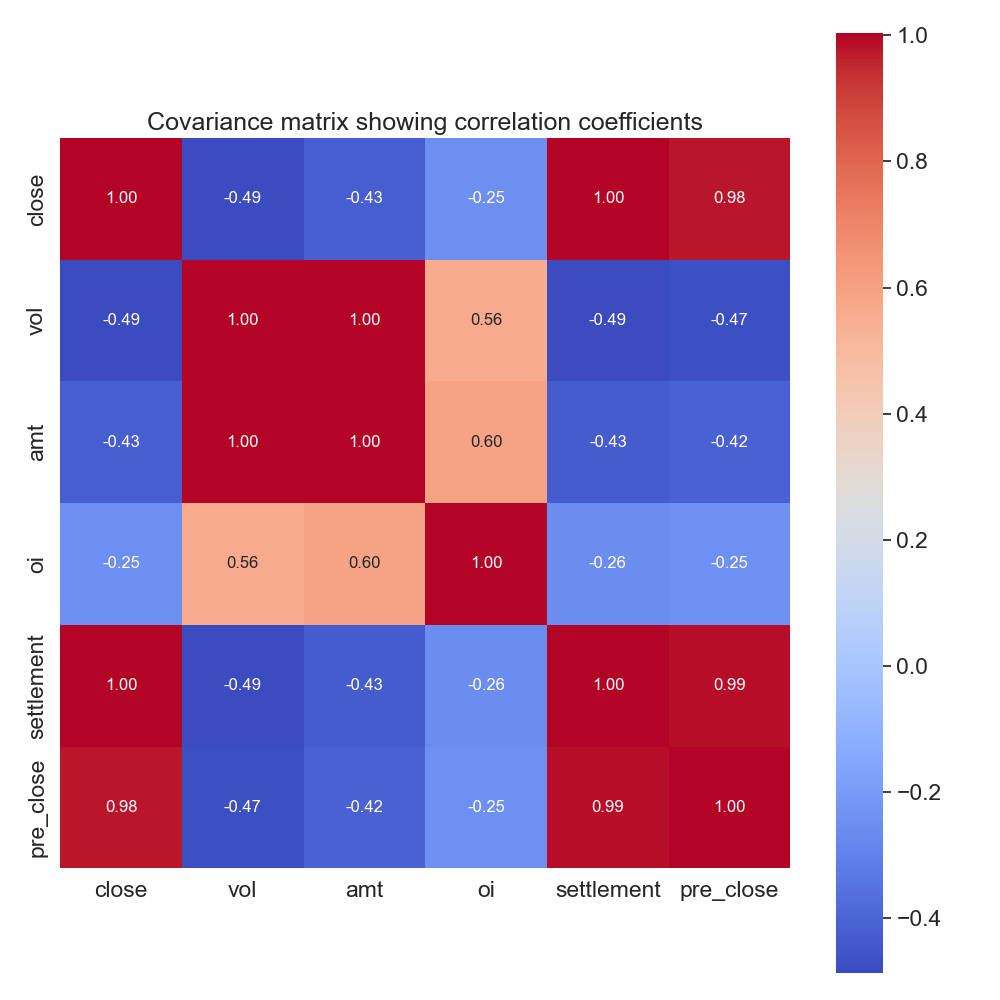 Covariance matrix showing correlation coefficients
close 1.00 -0.49 -0.43 -0.25 1.00 0.98
vol -0.49 1.00 1.00 0.56 -0.49 -0.47
amt -0.43 1.00 1.00 0.60 -0.43 -0.42
oi -0.25 0.56 0.60 1.00 -0.26 -0.25
settlement 1.00 -0.49 -0.43 -0.26 1.00 0.99
pre_close 0.98 -0.47 -0.42 -0.25 0.99 1.00
close vol amt oi settlement pre_close
1.0
0.8
0.6
0.4
0.2
0.0
−0.2
−0.4